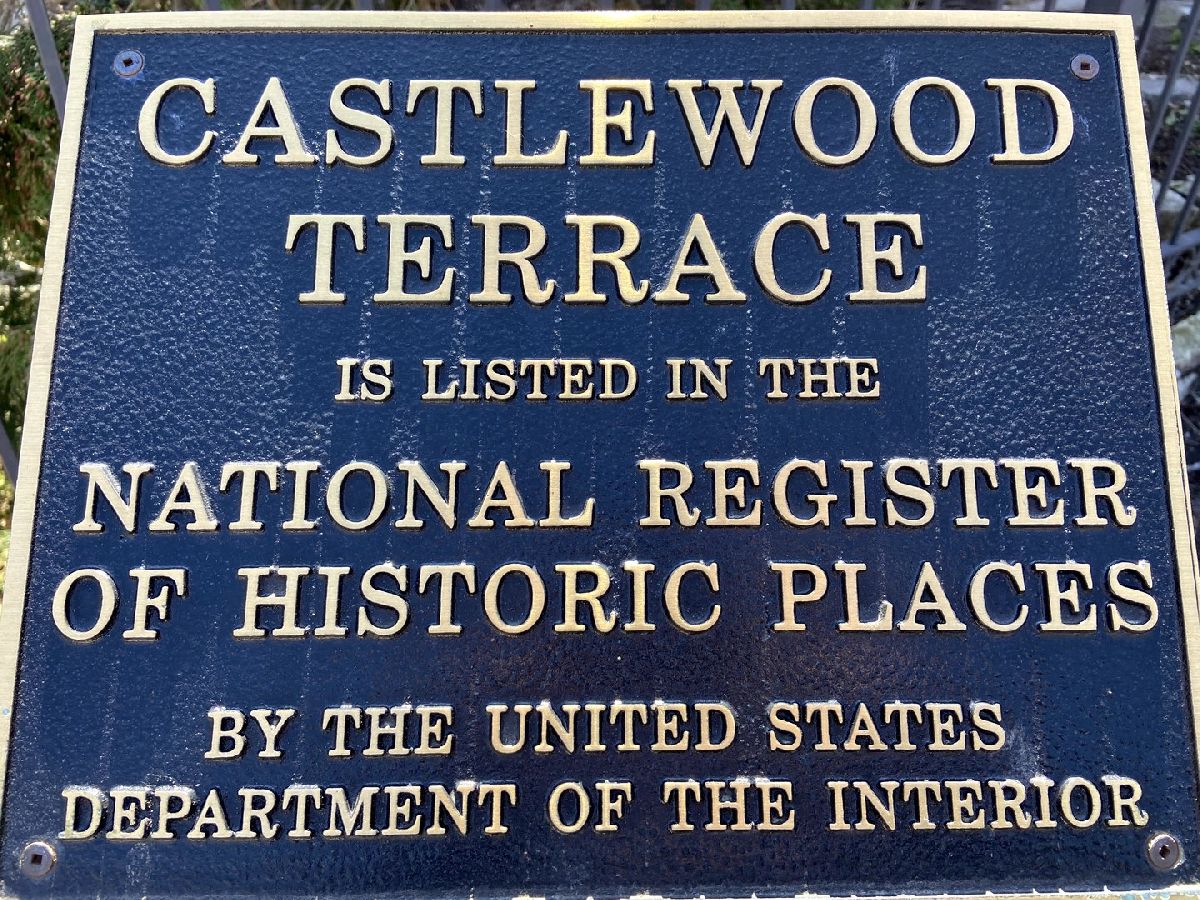 CASTLEWOOD
TERRACE
IS LISTED IN THE
NATIONAL REGISTER
OF HISTORIC PLACES
BY THE UNITED STATES
DEPARTMENT OF THE INTERIOR